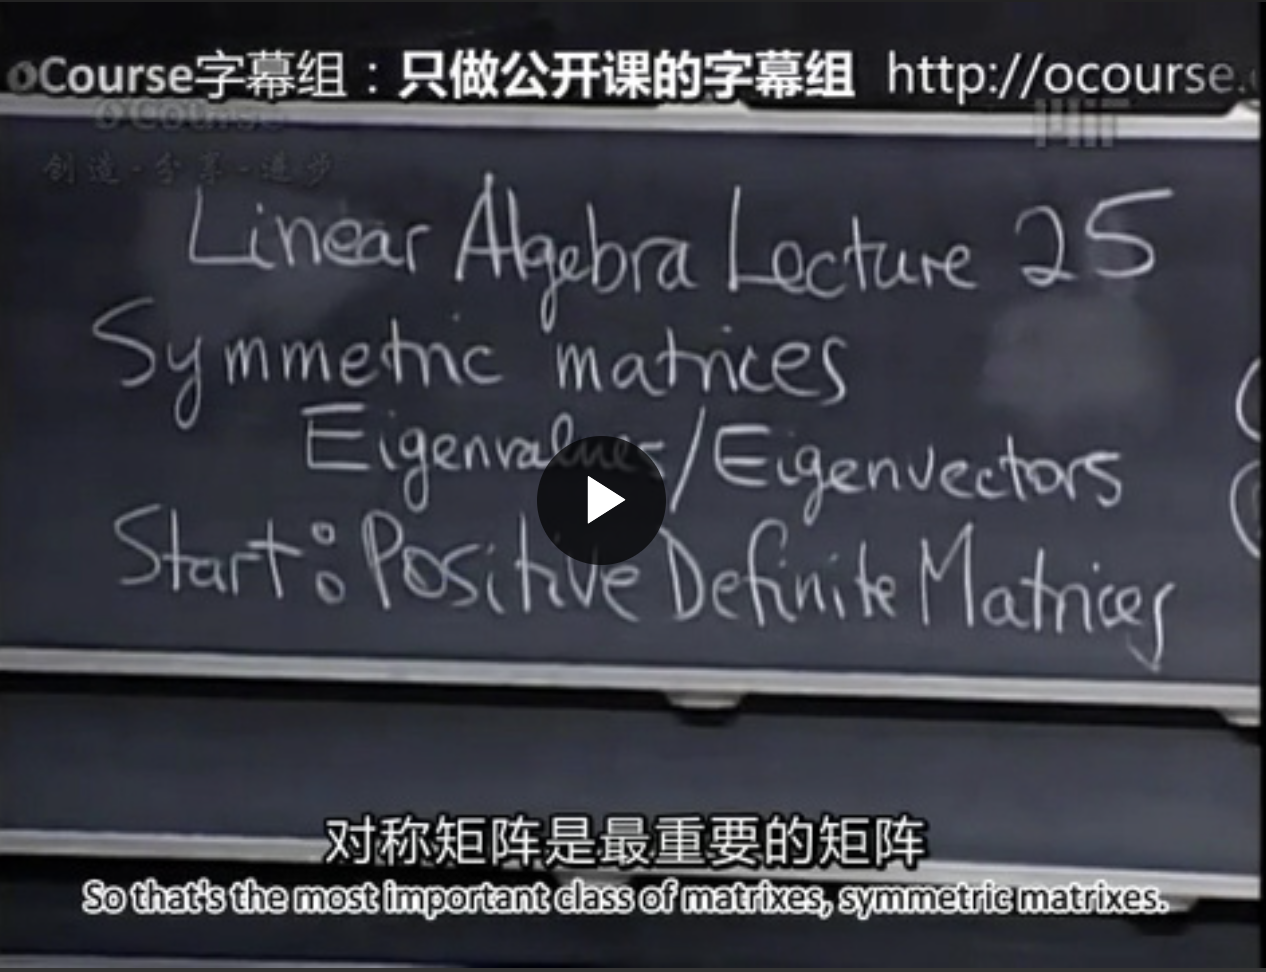 oCourse字幕组：只做公开课的字幕组 http://ocourse.
oCourse
MIT
创造-分享-进步
Linear Algebra Lecture 25
Symmetric matrices
Eigenvalues/Eigenvectors
Start: Positive Definite Matrices
对称矩阵是最重要的矩阵
So that's the most important class of matrixes, symmetric matrixes.